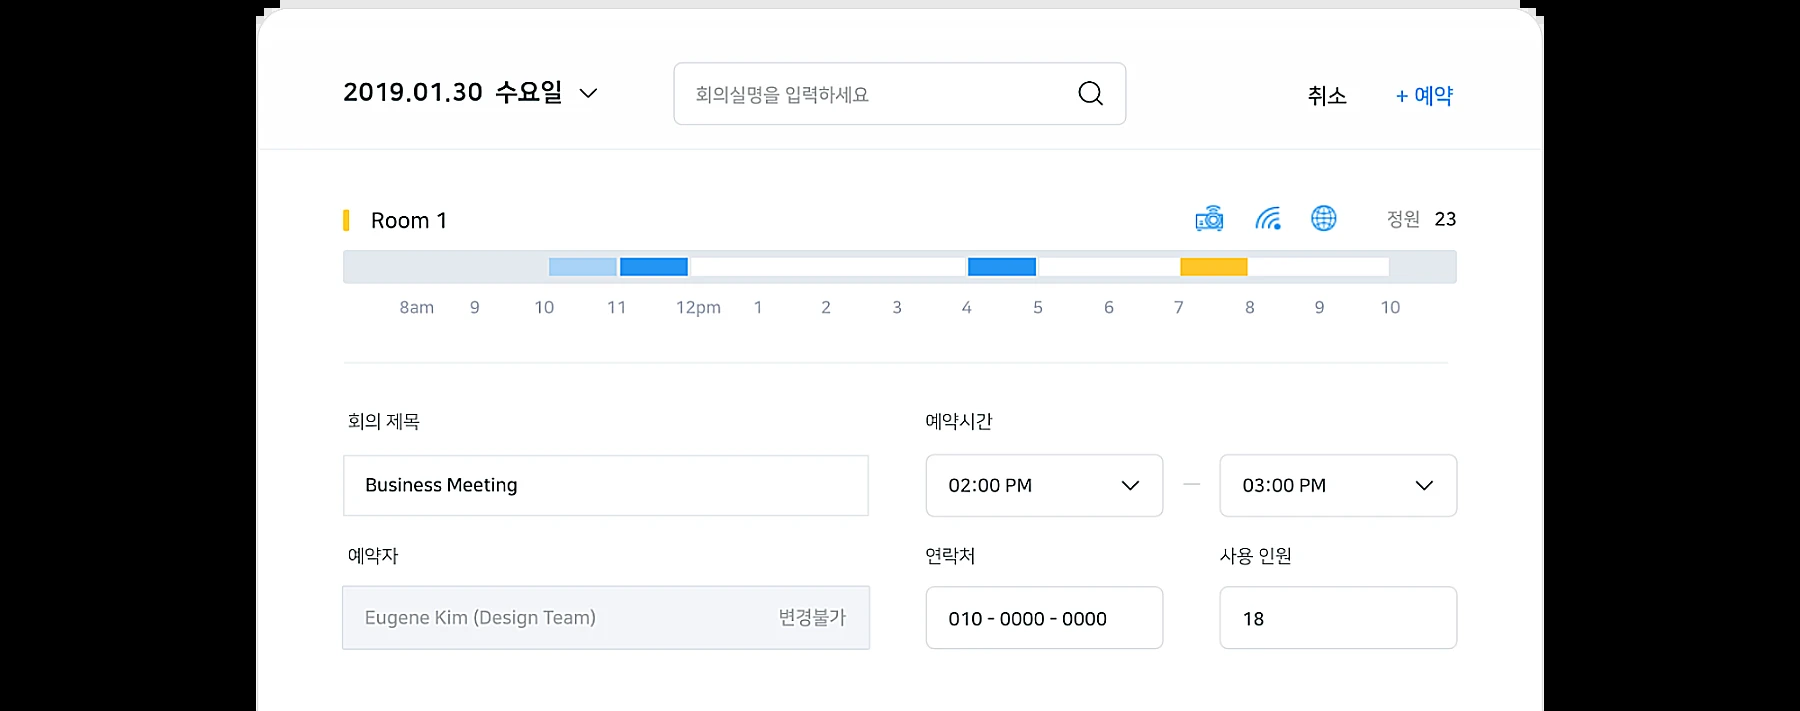 2019.01.30 수요일
회의실명을 입력하세요
취소
+ 예약
Room 1
정원 23
8am 9 10 11 12pm 1 2 3 4 5 6 7 8 9 10
회의 제목
예약시간
Business Meeting
02:00 PM — 03:00 PM
예약자
연락처
사용 인원
Eugene Kim (Design Team) 변경불가
010 - 0000 - 0000
18